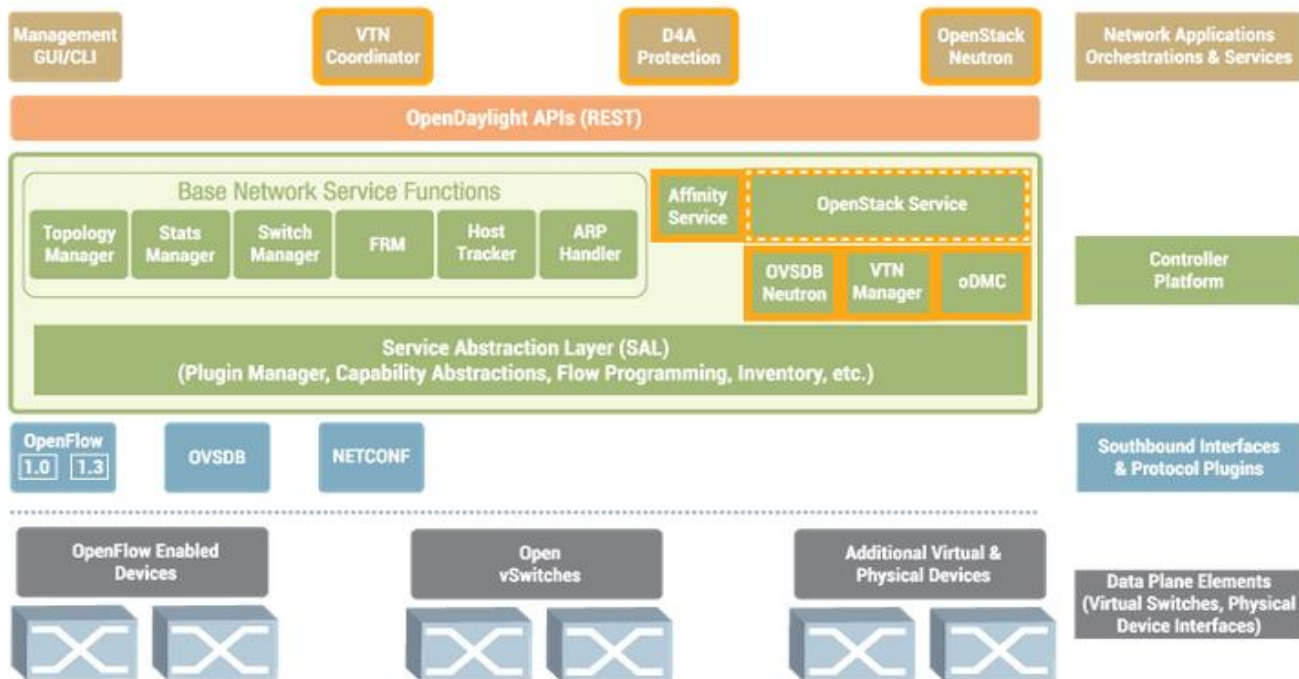 Management
GUI/CLI
VTN
Coordinator
D4A
Protection
OpenStack
Neutron
Network Applications
Orchestrations & Services
OpenDaylight APIs (REST)
Base Network Service Functions
Topology
Manager
Stats
Manager
Switch
Manager
FRM
Host
Tracker
ARP
Handler
Affinity
Service
OpenStack Service
OVSDB
Neutron
VTN
Manager
oDMC
Controller
Platform
Service Abstraction Layer (SAL)
(Plugin Manager, Capability Abstractions, Flow Programming, Inventory, etc.)
OpenFlow
1.0 1.3
OVSDB
NETCONF
Southbound Interfaces
& Protocol Plugins
OpenFlow Enabled
Devices
Open
vSwitches
Additional Virtual &
Physical Devices
Data Plane Elements
(Virtual Switches, Physical
Device Interfaces)